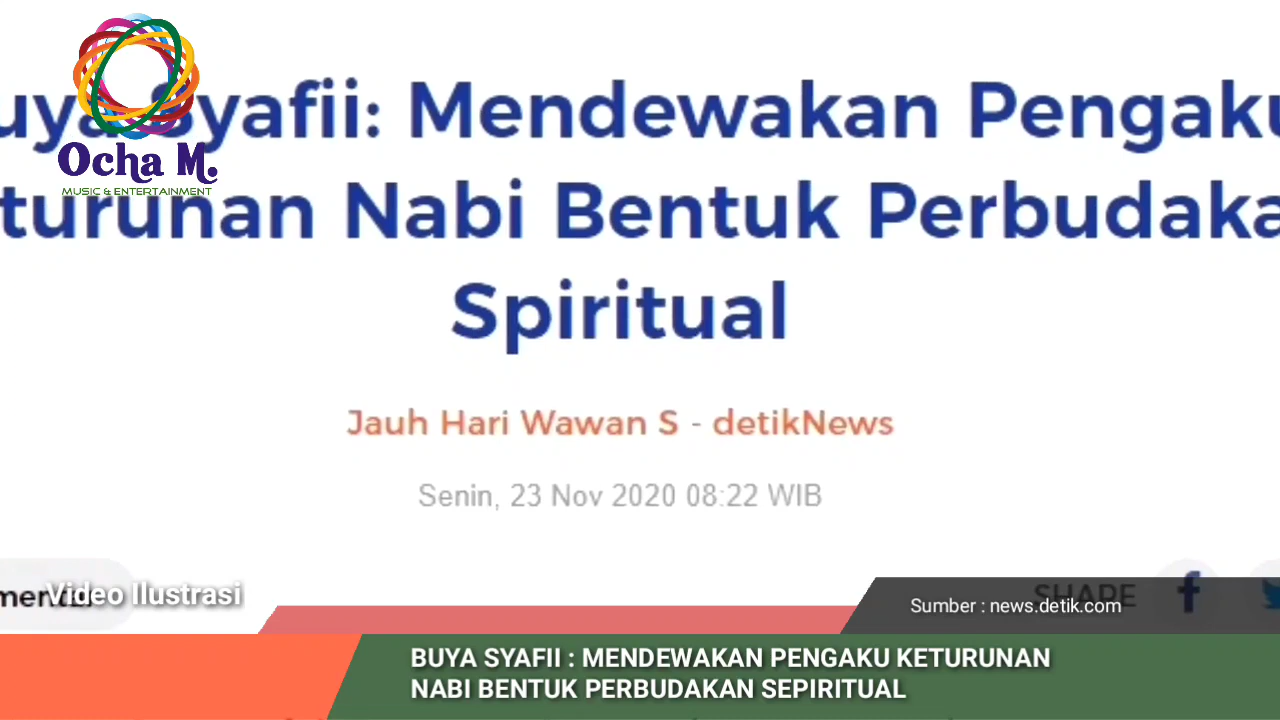 Ocha M.
MUSIC & ENTERTAINMENT
uya Syafii: Mendewakan Pengaku
turunan Nabi Bentuk Perbudaka
Spiritual
Jauh Hari Wawan S - detikNews
Senin, 23 Nov 2020 08:22 WIB
Video Ilustrasi
SHARE
Sumber : news.detik.com
BUYA SYAFII : MENDEWAKAN PENGAKU KETURUNAN
NABI BENTUK PERBUDAKAN SEPIRITUAL